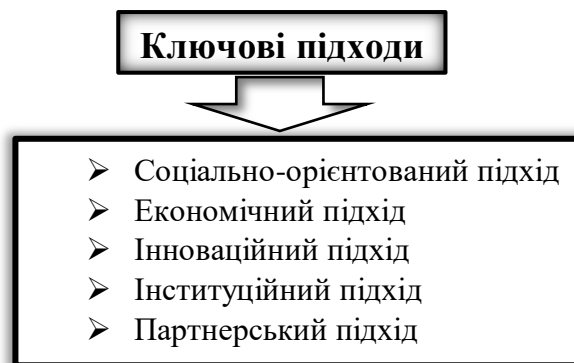 Ключові підходи
Соціально-орієнтований підхід
Економічний підхід
Інноваційний підхід
Інституційний підхід
Партнерський підхід